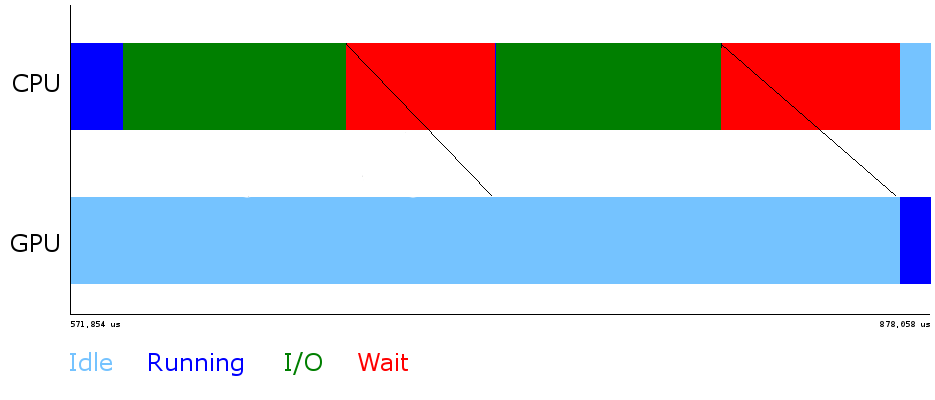 CPU
GPU
571,854 us 878,058 us
Idle Running I/O Wait